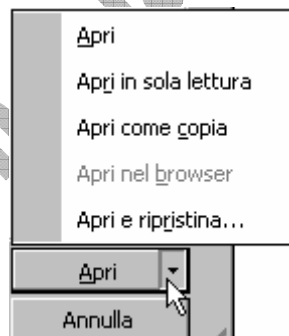 Apri
Apri in sola lettura
Apri come copia
Apri nel browser
Apri e ripristina...
Apri
Annulla